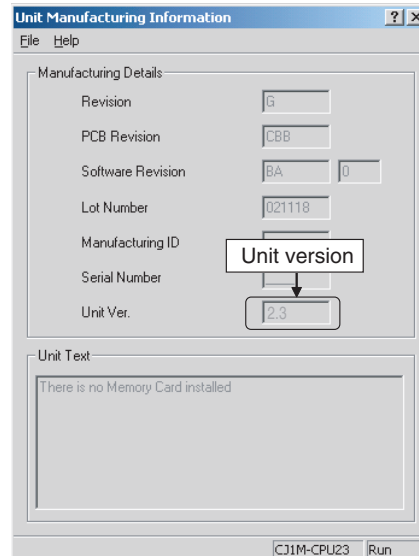 Unit Manufacturing Information
File Help
Manufacturing Details
Revision G
PCB Revision CBB
Software Revision BA 0
Lot Number 021118
Manufacturing ID
Unit version
Serial Number
Unit Ver. 2.3
Unit Text
There is no Memory Card installed
CJ1M-CPU23 Run